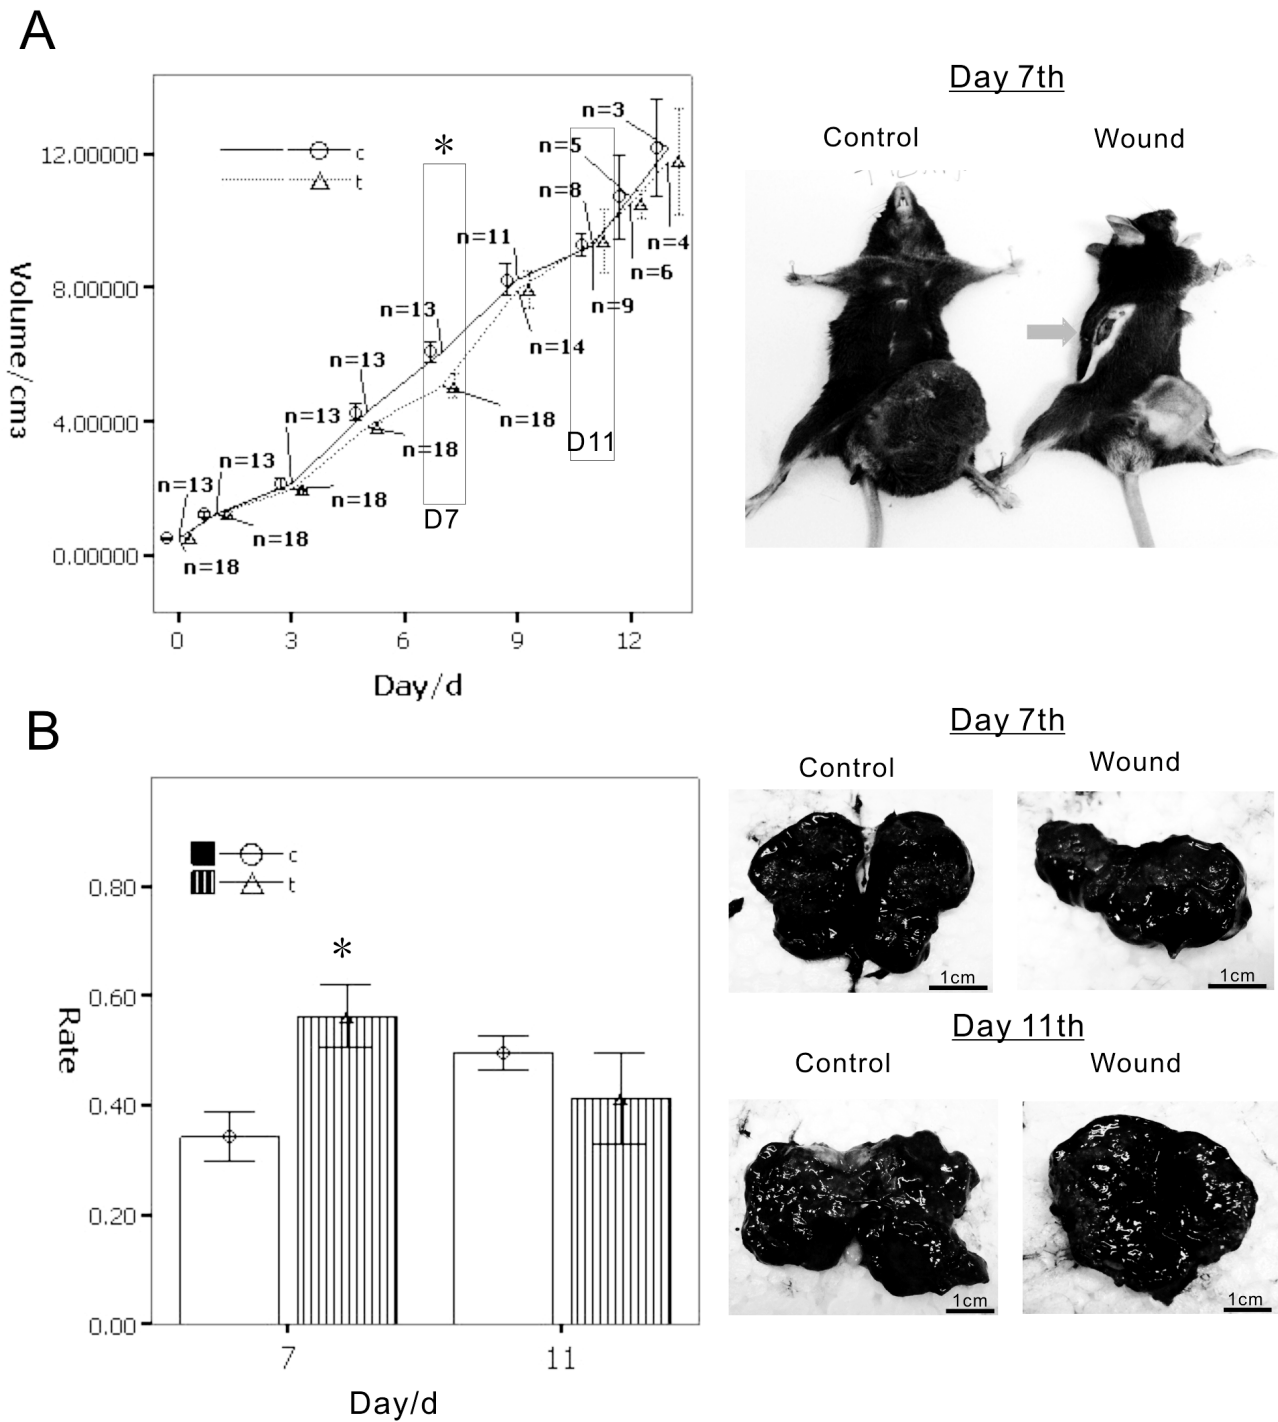 A
Day 7th
Control
Wound
12.00000
8.00000
4.00000
0.00000
Volume/cm3
c
t
*
n=3
n=5
n=8
n=11
n=4
n=6
n=9
n=13
n=14
n=13
n=18
n=13
n=18
n=13
n=18
n=13
n=18
n=18
D11
D7
0
3
6
9
12
Day/d
B
0.80
0.60
0.40
0.20
0.00
Rate
c
t
*
7
11
Day/d
Day 7th
Control
Wound
1cm
1cm
Day 11th
Control
Wound
1cm
1cm